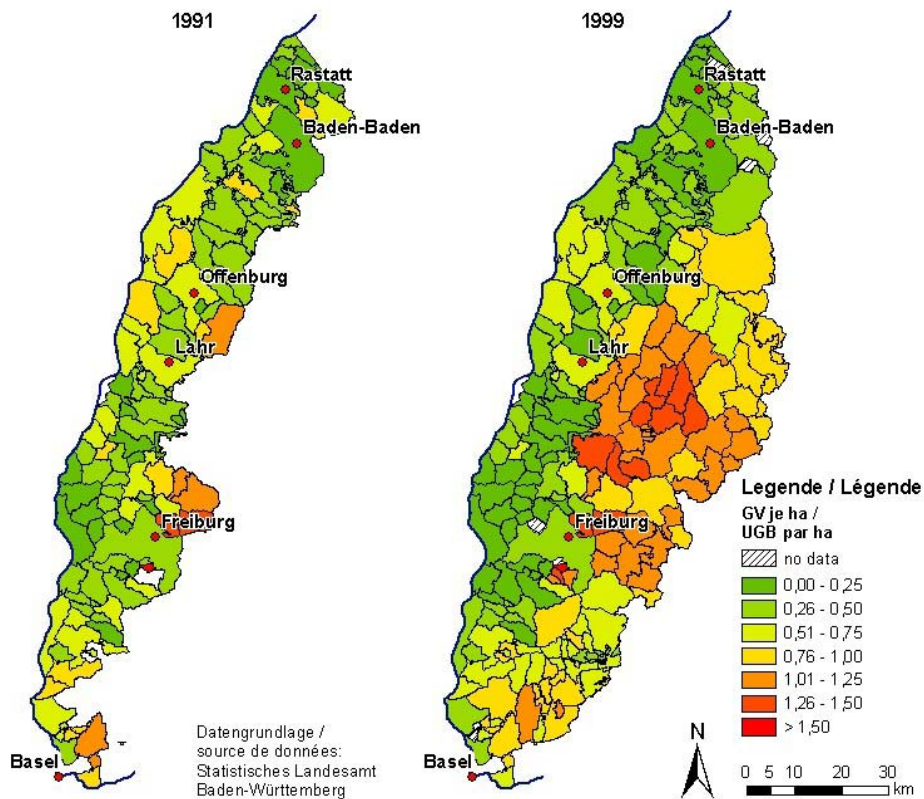 1991
Rastatt
Baden-Baden
Offenburg
Lahr
Freiburg
Basel
Datengrundlage /
source de données:
Statistisches Landesamt
Baden-Württemberg
1999
Rastatt
Baden-Baden
Offenburg
Lahr
Freiburg
Basel
Legende / Légende
GV je ha /
UGB par ha
no data
0,00 - 0,25
0,26 - 0,50
0,51 - 0,75
0,76 - 1,00
1,01 - 1,25
1,26 - 1,50
> 1,50
N
0 5 10 20 30
km